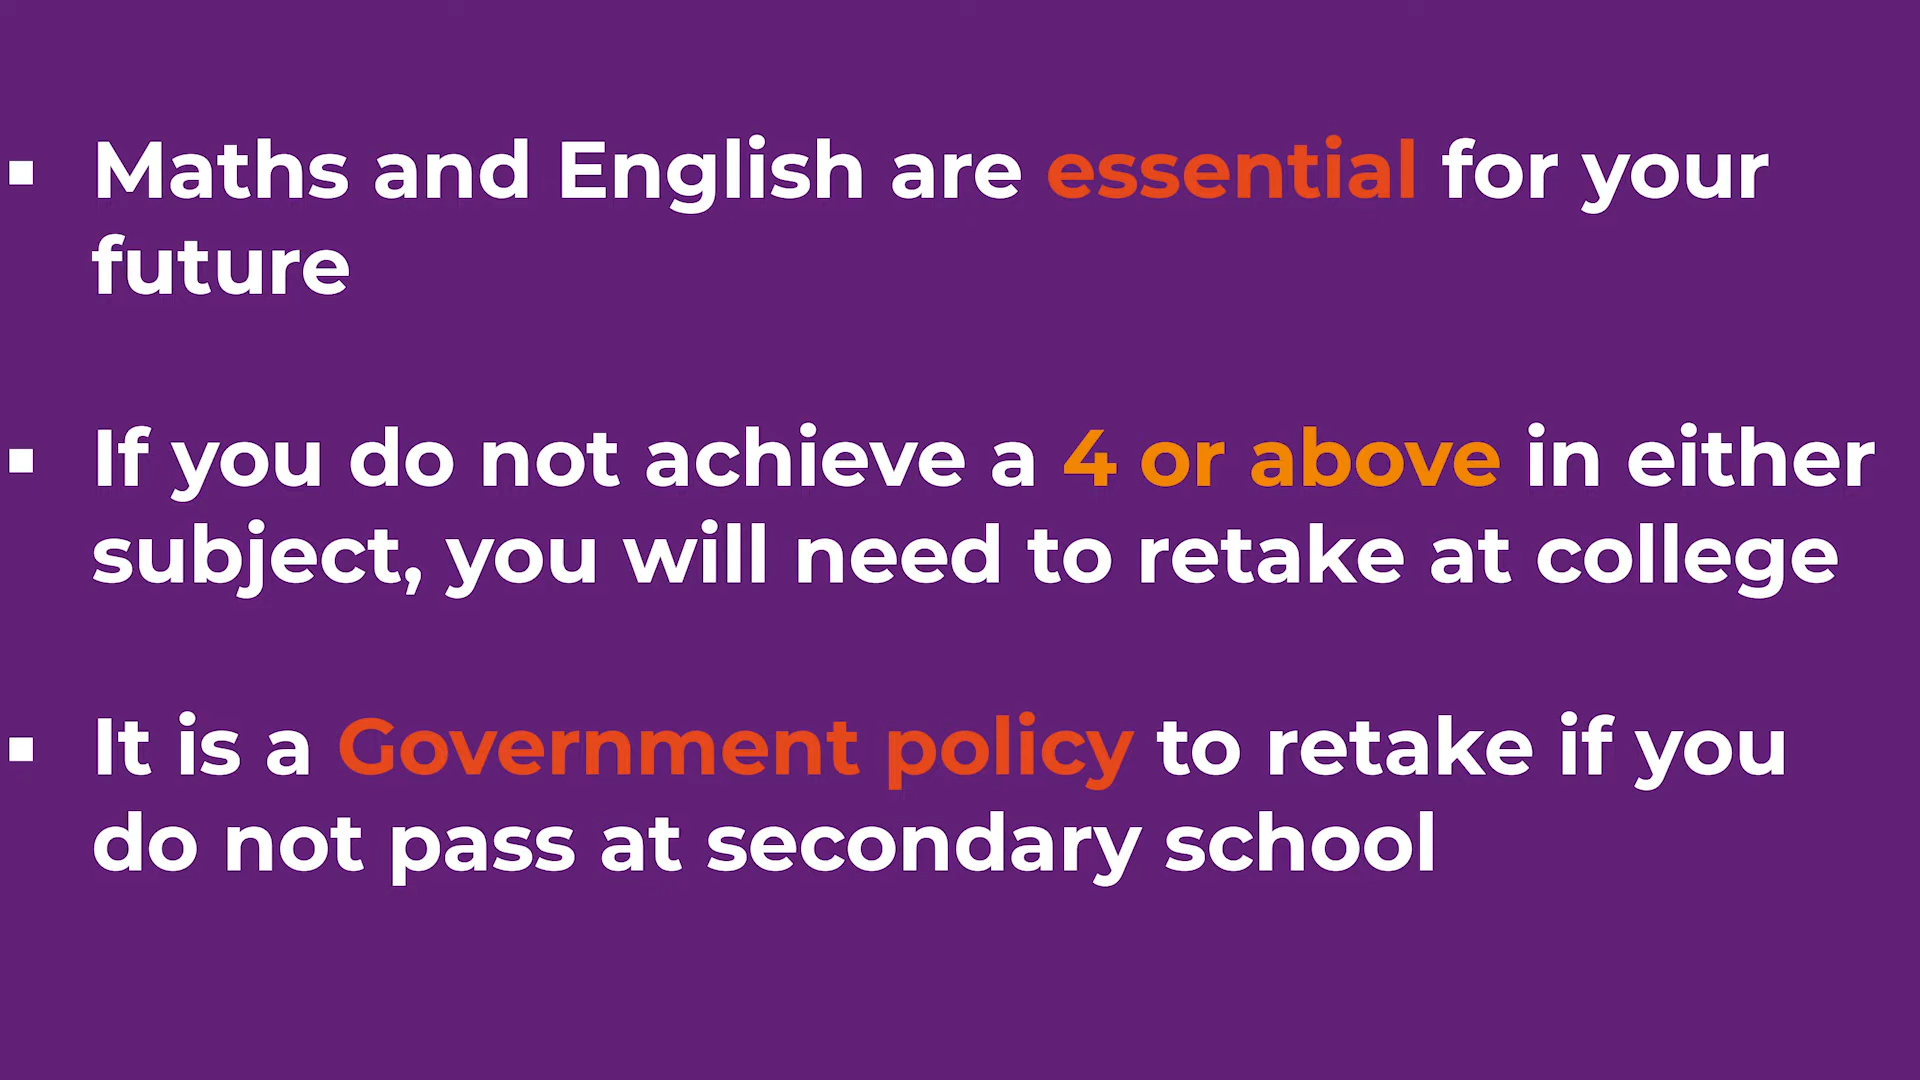 ▪ Maths and English are essential for your
future
▪ If you do not achieve a 4 or above in either
subject, you will need to retake at college
▪ It is a Government policy to retake if you
do not pass at secondary school